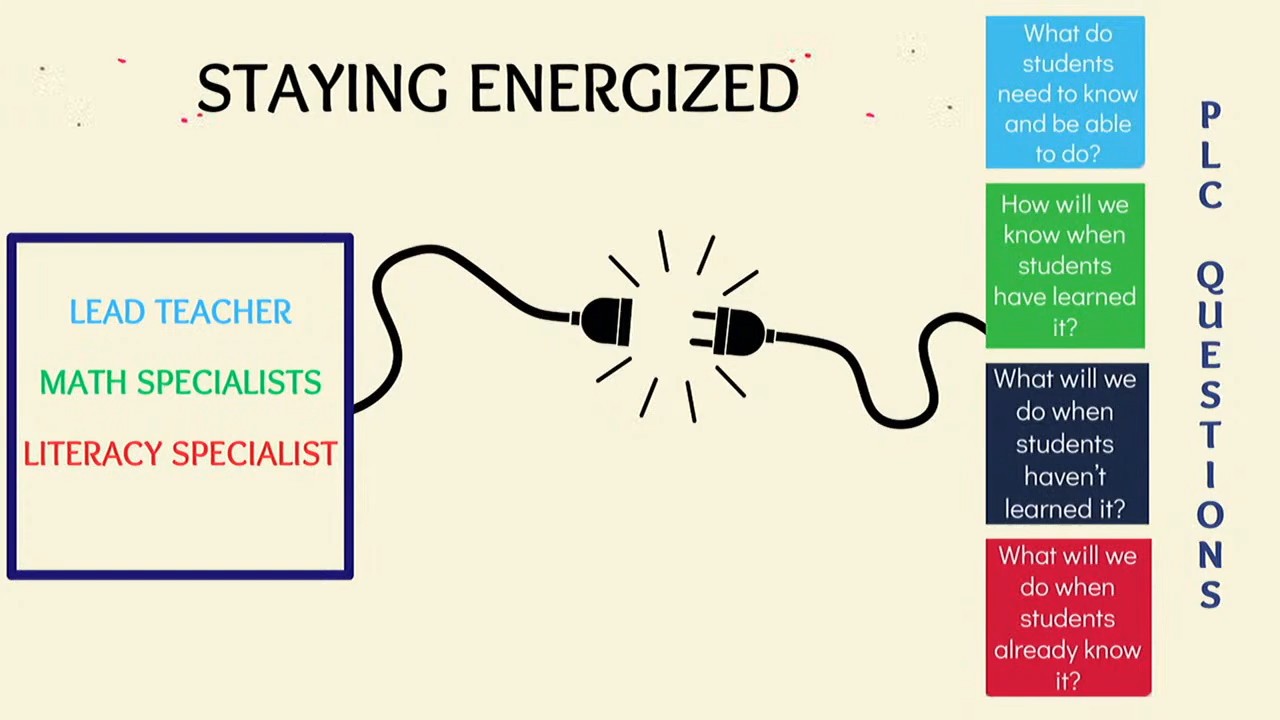 STAYING ENERGIZED
LEAD TEACHER
MATH SPECIALISTS
LITERACY SPECIALIST
What do
students
need to know
and be able
to do?
How will we
know when
students
have learned
it?
What will we
do when
students
haven't
learned it?
What will we
do when
students
already know
it?
PLC QUESTIONS